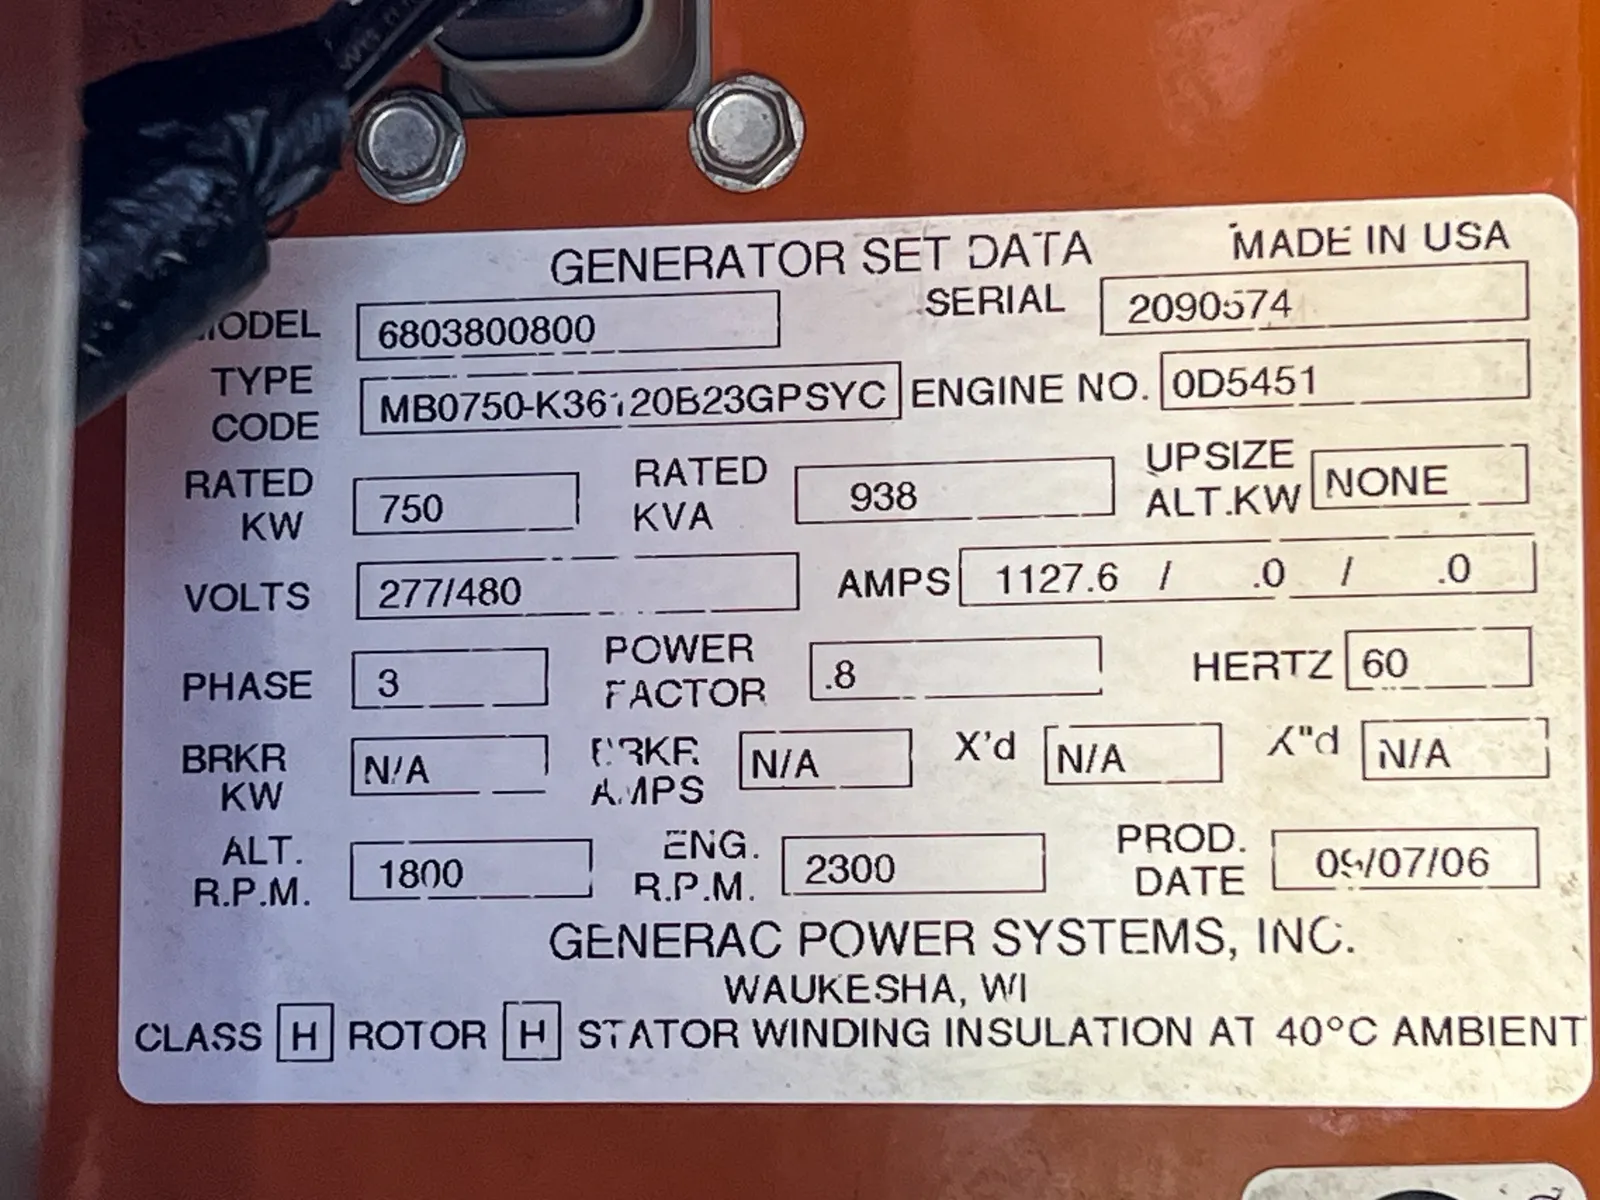 GENERATOR SET DATA MADE IN USA
MODEL 6803800800 SERIAL 2090574
TYPE CODE MB0750-K36120B23GPSYC ENGINE NO. 0D5451
RATED KW 750 RATED KVA 938 UPSIZE ALT.KW NONE
VOLTS 277/480 AMPS 1127.6 / .0 / .0
PHASE 3 POWER FACTOR .8 HERTZ 60
BRKR KW N/A BRKR AMPS N/A X'd N/A X"d N/A
ALT. R.P.M. 1800 ENG. R.P.M. 2300 PROD. DATE 09/07/06
GENERAC POWER SYSTEMS, INC.
WAUKESHA, WI
CLASS H ROTOR H STATOR WINDING INSULATION AT 40°C AMBIENT